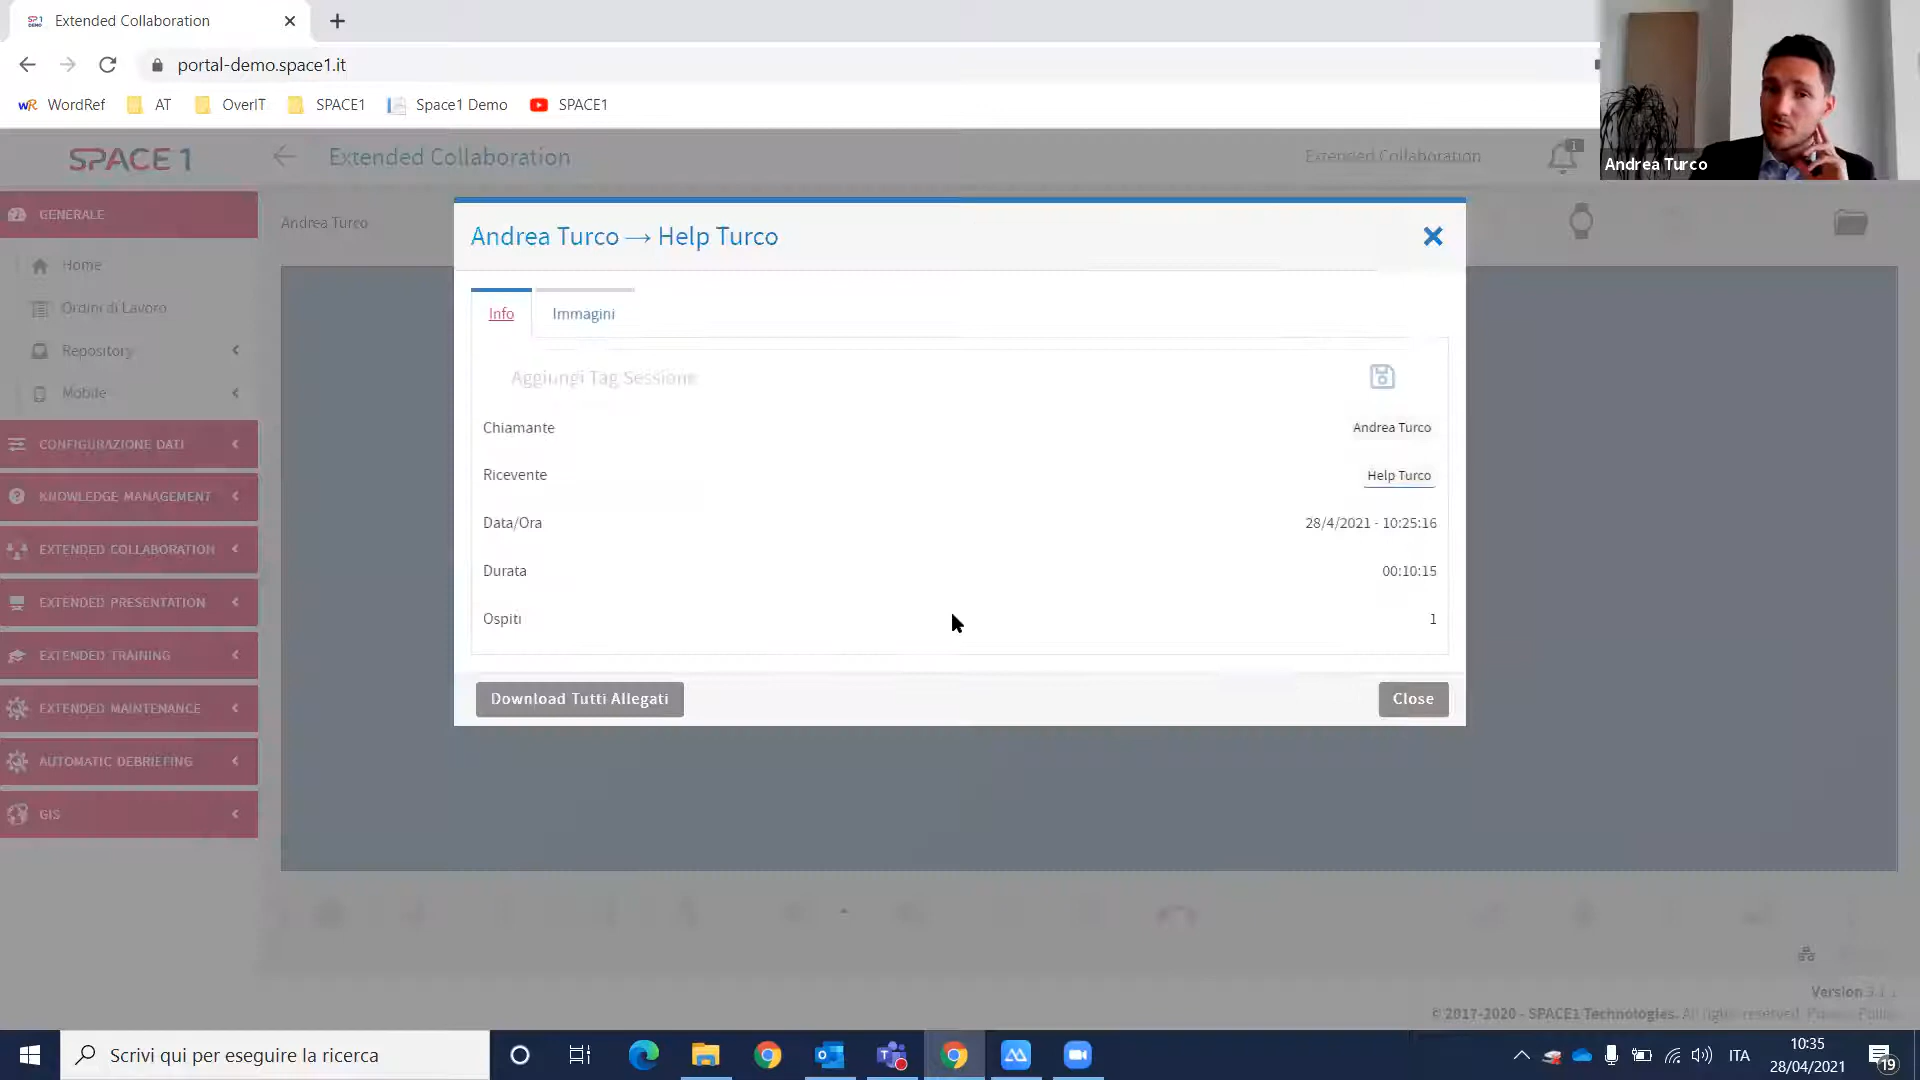 Extended Collaboration
portal-demo.space1.it
WordRef
AT
OverIT
SPACE1
Space1 Demo
SPACE1
SPACE1
Extended Collaboration
Extended Collaboration
1
Andrea Turco
GENERALE
Andrea Turco
Home
Ordini di Lavoro
Repository
Mobile
CONFIGURAZIONE DATI
KNOWLEDGE MANAGEMENT
EXTENDED COLLABORATION
EXTENDED PRESENTATION
EXTENDED TRAINING
EXTENDED MAINTENANCE
AUTOMATIC DEBRIEFING
GIS
Andrea Turco → Help Turco
Info
Immagini
Aggiungi Tag Sessione
Chiamante
Andrea Turco
Ricevente
Help Turco
Data/Ora
28/4/2021 - 10:25:16
Durata
00:10:15
Ospiti
1
Download Tutti Allegati
Close
Version
© 2017-2020 - SPACE1 Technologies. All rights reserved.
Scrivi qui per eseguire la ricerca
ITA
10:35
28/04/2021
19